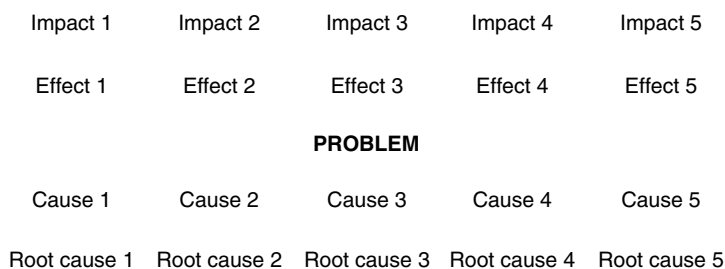 Impact 1 Impact 2 Impact 3 Impact 4 Impact 5
Effect 1 Effect 2 Effect 3 Effect 4 Effect 5
PROBLEM
Cause 1 Cause 2 Cause 3 Cause 4 Cause 5
Root cause 1 Root cause 2 Root cause 3 Root cause 4 Root cause 5